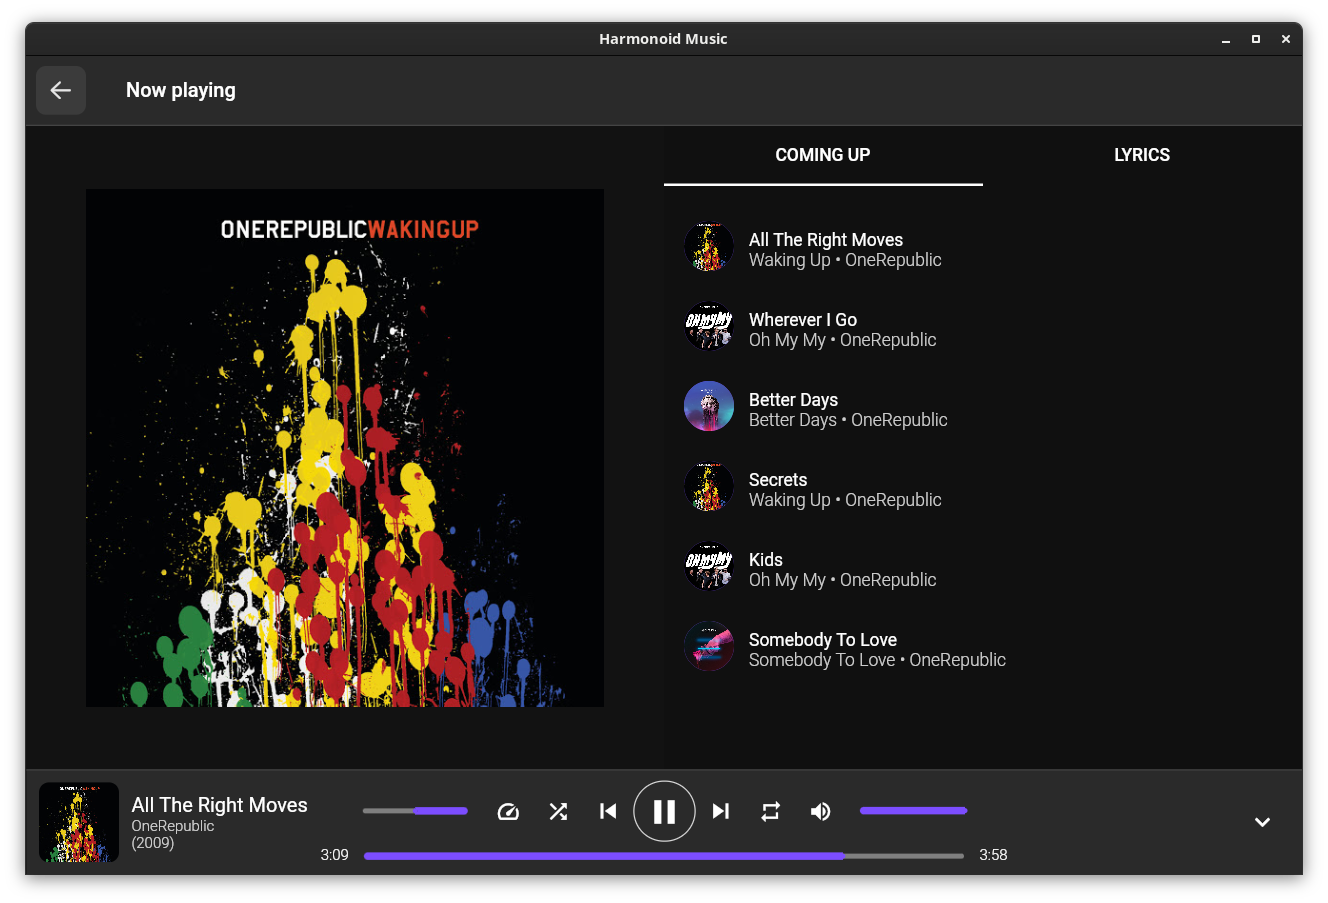 Harmonoid Music
Now playing
COMING UP
LYRICS
ONEREPUBLICWAKINGUP
All The Right Moves
Waking Up • OneRepublic
Wherever I Go
Oh My My • OneRepublic
Better Days
Better Days • OneRepublic
Secrets
Waking Up • OneRepublic
Kids
Oh My My • OneRepublic
Somebody To Love
Somebody To Love • OneRepublic
All The Right Moves
OneRepublic
(2009)
3:09
3:58